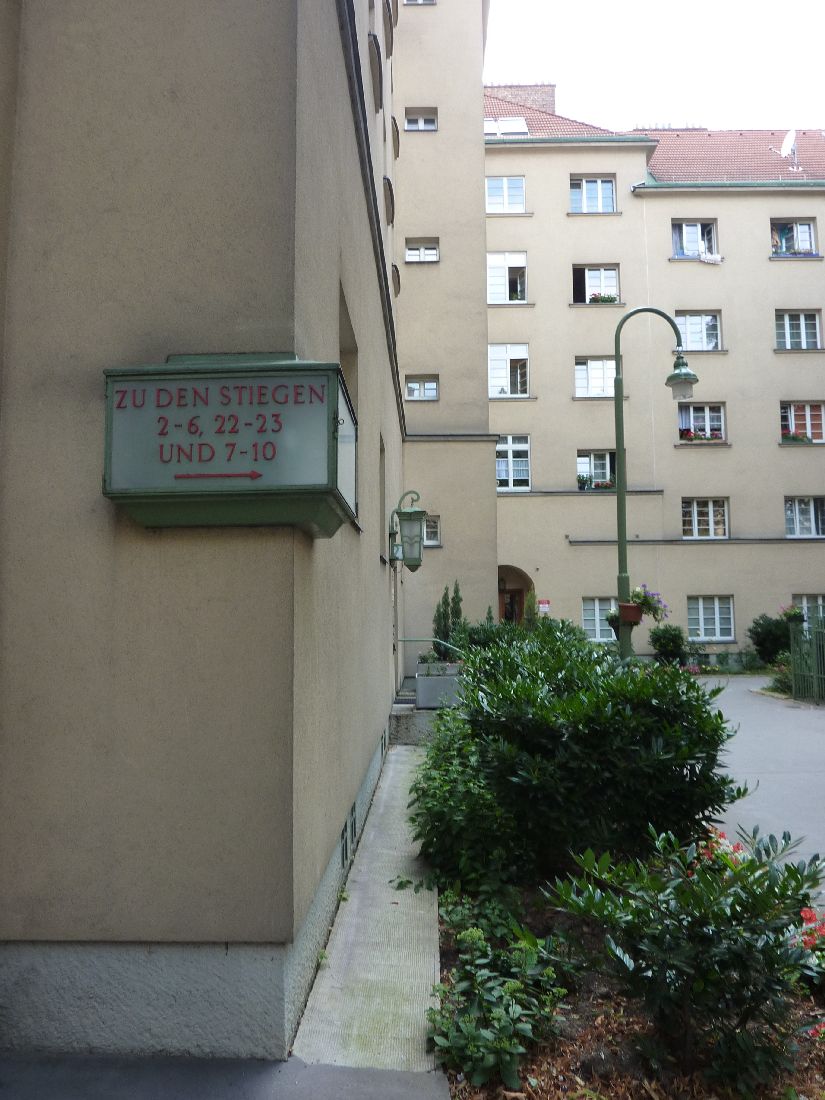 ZU DEN STIEGEN
2-6, 22-23
UND 7-10